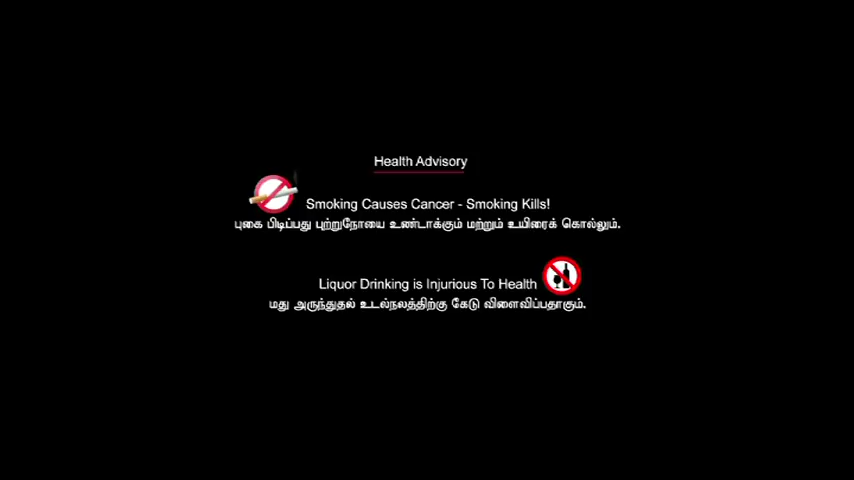 Health Advisory
Smoking Causes Cancer - Smoking Kills!
புகை பிடிப்பது புற்றுநோயை உண்டாக்கும் மற்றும் உயிரைக் கொல்லும்.
Liquor Drinking is Injurious To Health
மது அருந்துதல் உடல்நலத்திற்கு கேடு விளைவிப்பதாகும்.